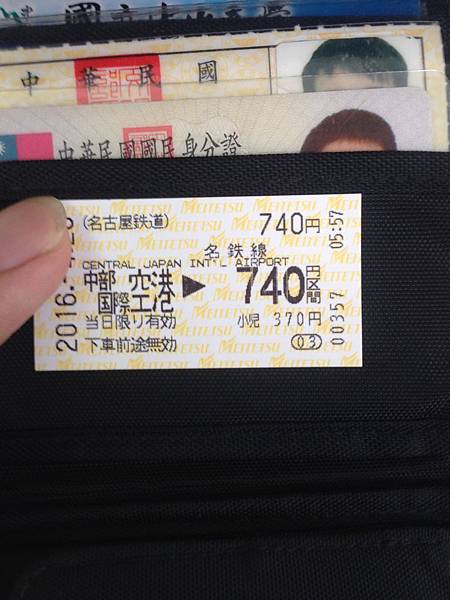 中 華 民 國
中華民國國民身分證
(名古屋鉄道) 740円
名鉄線
CENTRAL JAPAN INT'L AIRPORT
中部 空港 ▶ 740円区間
国際
当日限り有効 小児 370円
下車前途無効 03
2016.
05:57
00357
MEITETSU